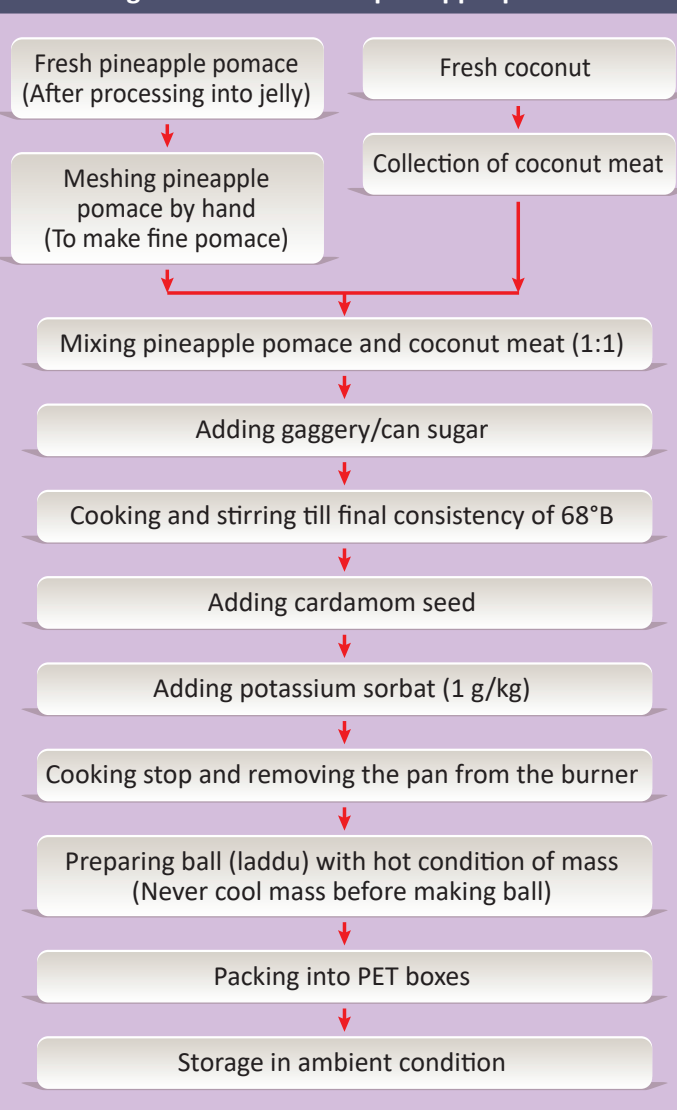 Fresh pineapple pomace
(After processing into jelly)
Meshing pineapple
pomace by hand
(To make fine pomace)
Fresh coconut
Collection of coconut meat
Mixing pineapple pomace and coconut meat (1:1)
Adding gaggery/can sugar
Cooking and stirring till final consistency of 68°B
Adding cardamom seed
Adding potassium sorbat (1 g/kg)
Cooking stop and removing the pan from the burner
Preparing ball (laddu) with hot condition of mass
(Never cool mass before making ball)
Packing into PET boxes
Storage in ambient condition